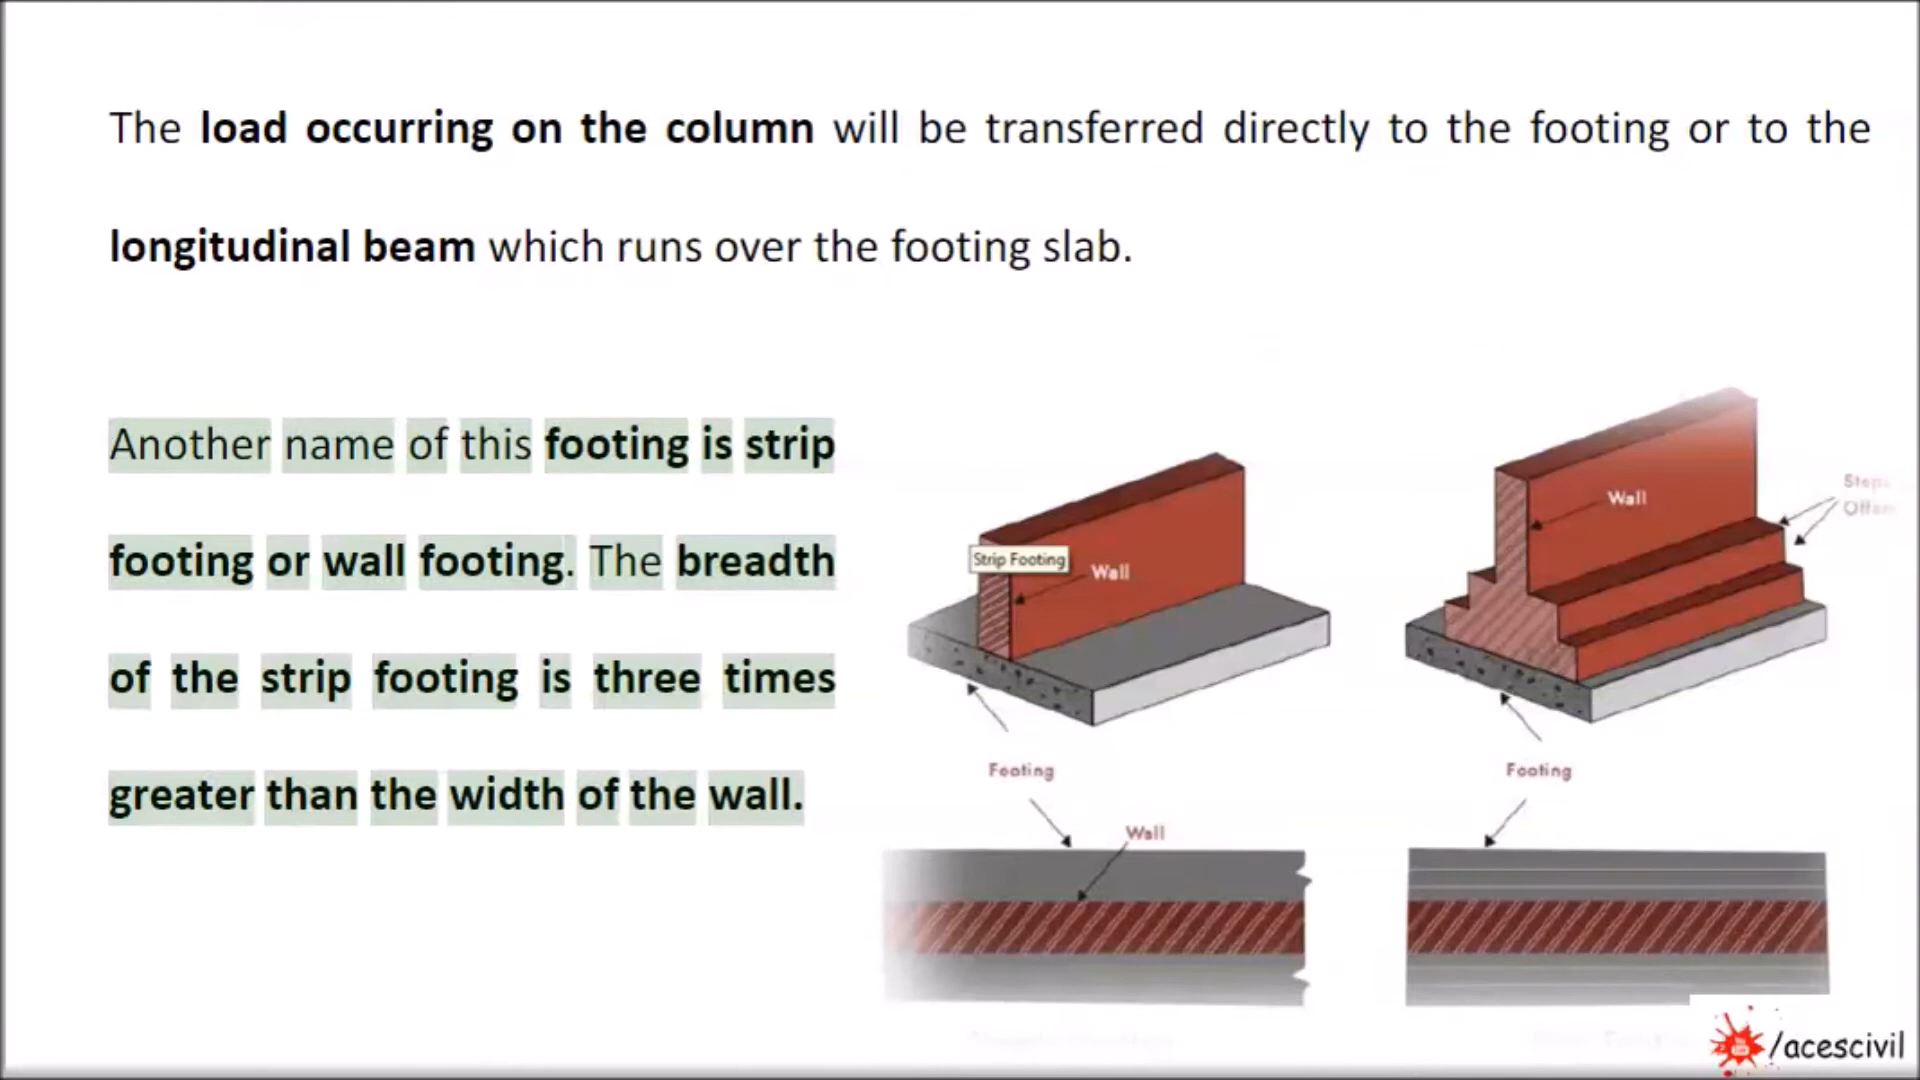 The load occurring on the column will be transferred directly to the footing or to the
longitudinal beam which runs over the footing slab.
Another name of this footing is strip
footing or wall footing. The breadth
of the strip footing is three times
greater than the width of the wall.
Strip Footing
Wall
Footing
Wall
Wall
Steps
Footing
/acescivil